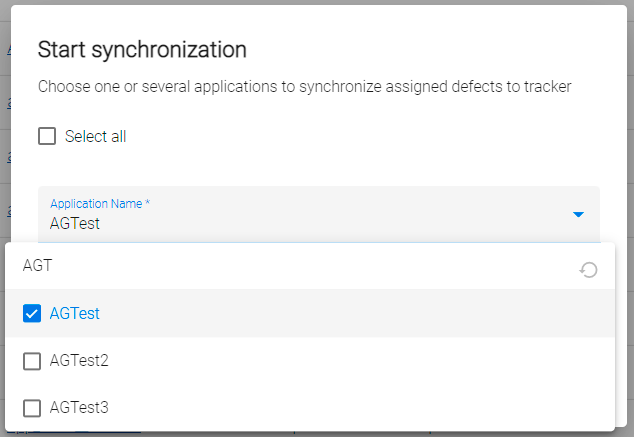 Start synchronization
Choose one or several applications to synchronize assigned defects to tracker
Select all
Application Name *
AGTest
AGT
AGTest
AGTest2
AGTest3